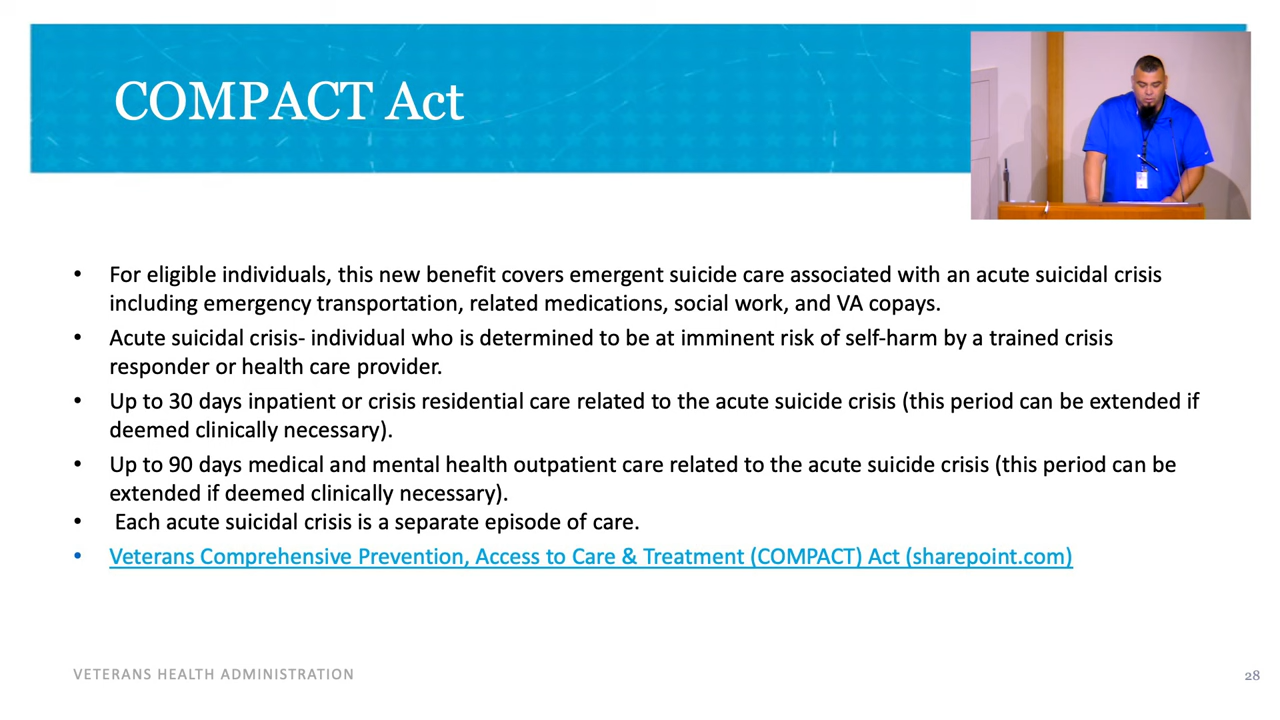 COMPACT Act
• For eligible individuals, this new benefit covers emergent suicide care associated with an acute suicidal crisis
including emergency transportation, related medications, social work, and VA copays.
• Acute suicidal crisis- individual who is determined to be at imminent risk of self-harm by a trained crisis
responder or health care provider.
• Up to 30 days inpatient or crisis residential care related to the acute suicide crisis (this period can be extended if
deemed clinically necessary).
• Up to 90 days medical and mental health outpatient care related to the acute suicide crisis (this period can be
extended if deemed clinically necessary).
• Each acute suicidal crisis is a separate episode of care.
• Veterans Comprehensive Prevention, Access to Care & Treatment (COMPACT) Act (sharepoint.com)
VETERANS HEALTH ADMINISTRATION
28